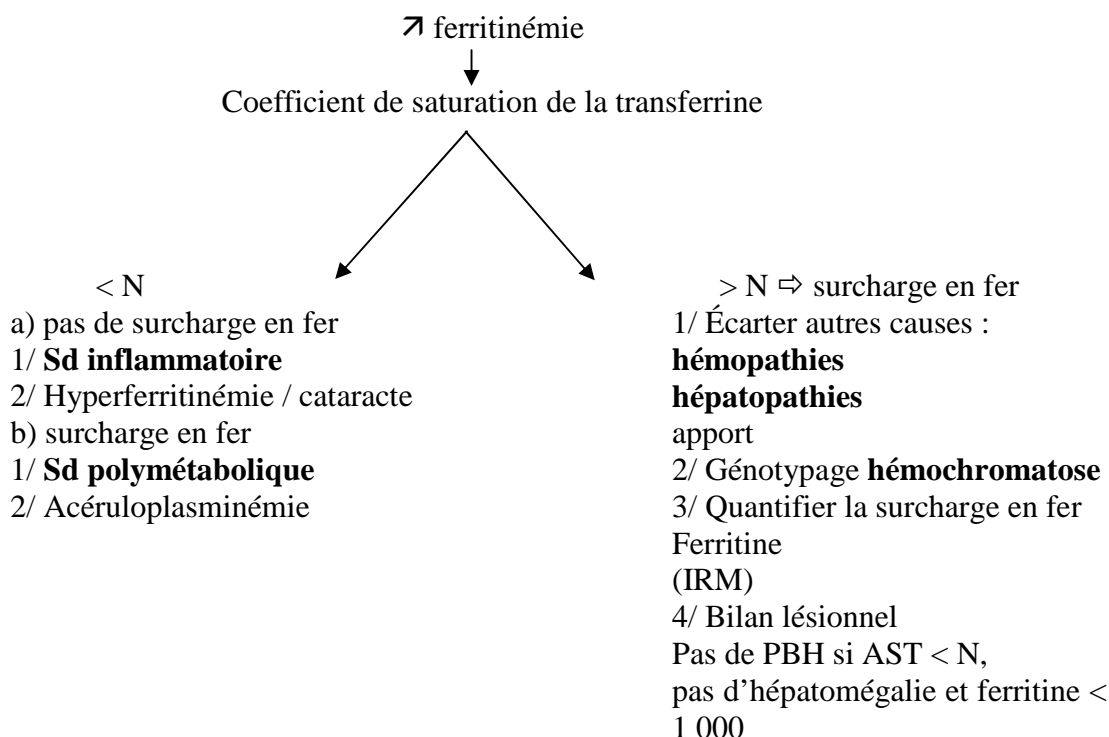 ↗ ferritinémie
Coefficient de saturation de la transferrine
< N
a) pas de surcharge en fer
1/ Sd inflammatoire
2/ Hyperferritinémie / cataracte
b) surcharge en fer
1/ Sd polymétabolique
2/ Acéruloplasminémie
> N ⇨ surcharge en fer
1/ Écarter autres causes :
hémopathies
hépatopathies
apport
2/ Génotypage hémochromatose
3/ Quantifier la surcharge en fer
Ferritine
(IRM)
4/ Bilan lésionnel
Pas de PBH si AST < N,
pas d’hépatomégalie et ferritine <
1 000